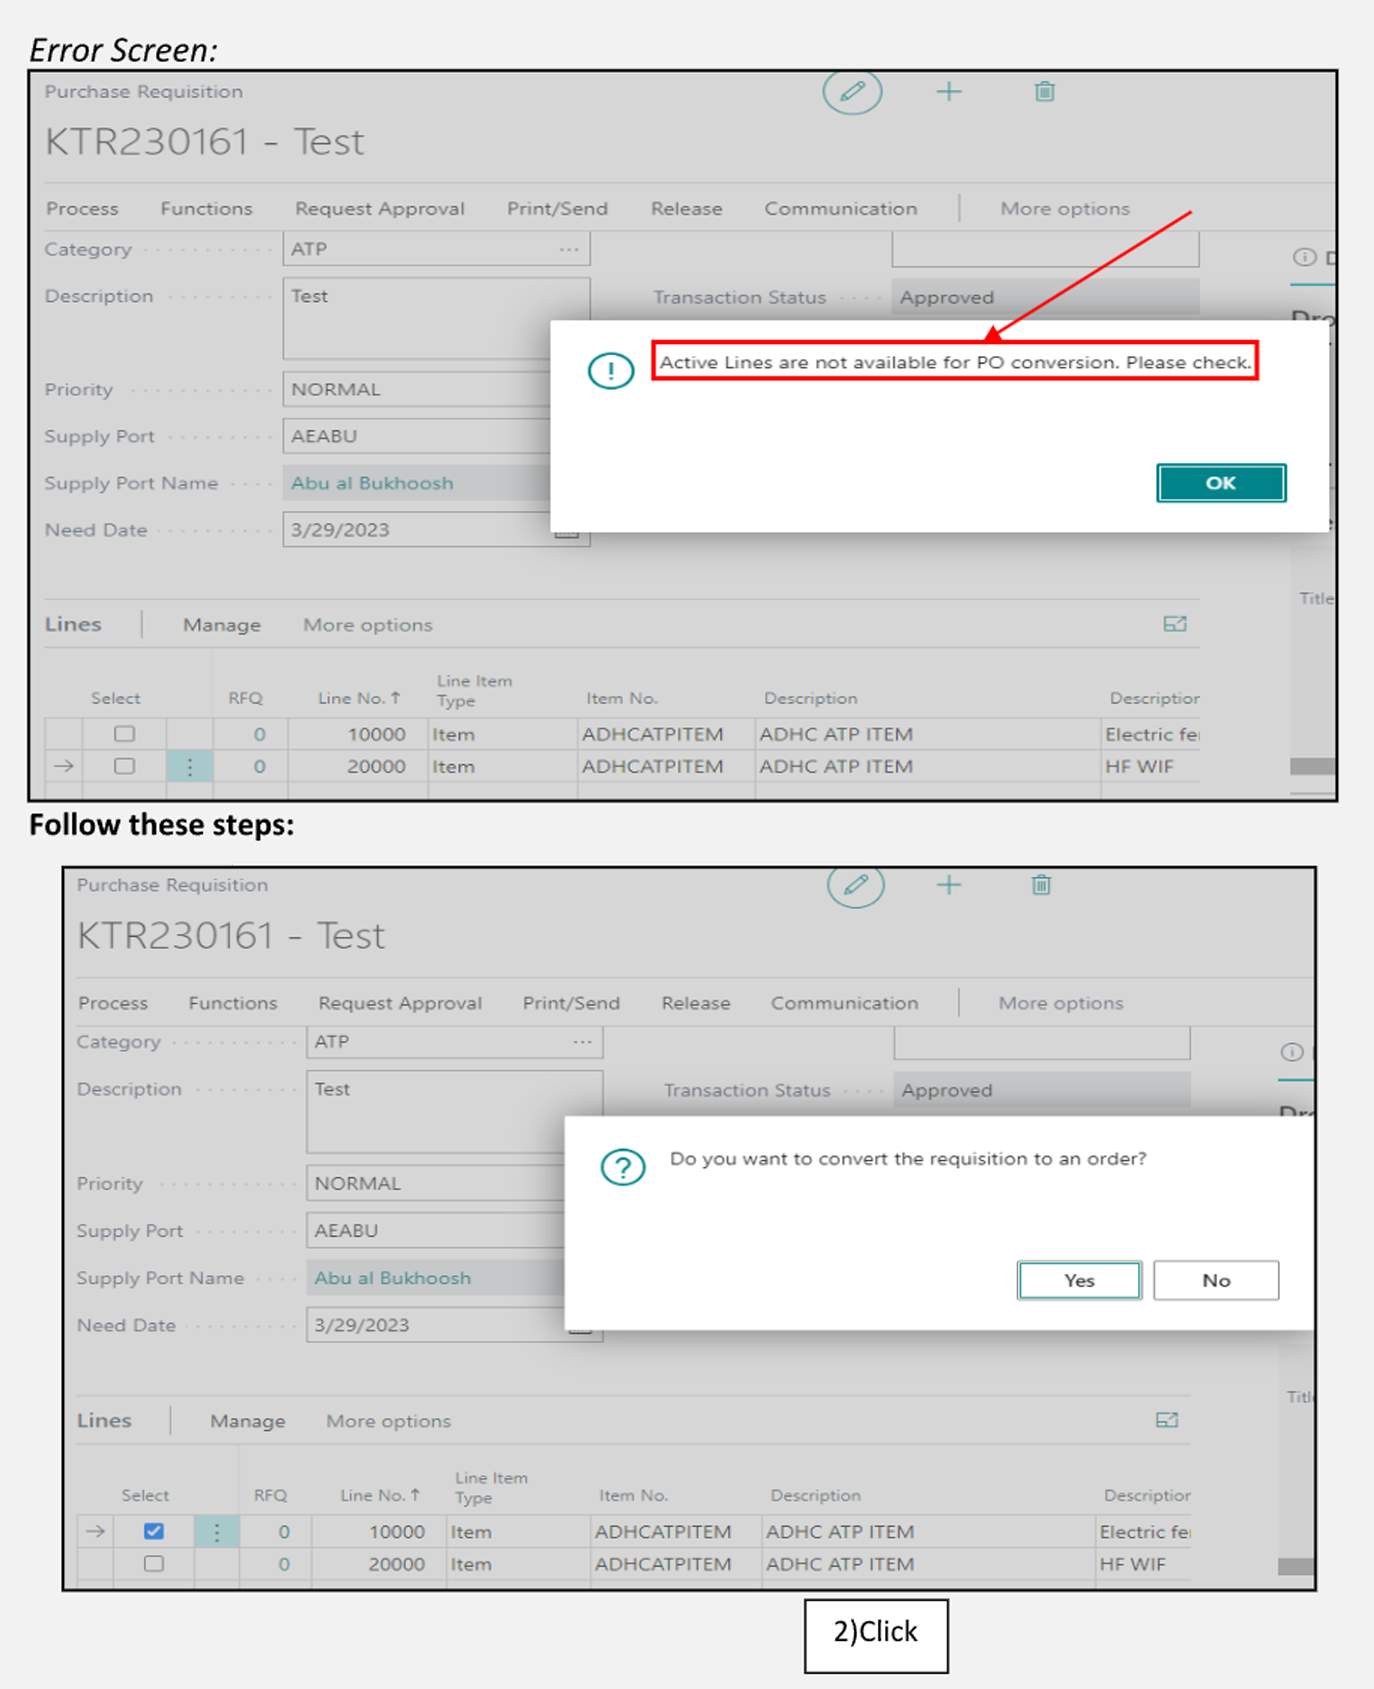 Error Screen:
Purchase Requisition
KTR230161 - Test
Process Functions Request Approval Print/Send Release Communication More options
Category ATP ...
Description Test Transaction Status Approved
Active Lines are not available for PO conversion. Please check.
Priority NORMAL
Supply Port AEABU
Supply Port Name Abu al Bukhoosh OK
Need Date 3/29/2023
Title
Lines Manage More options
Select RFQ Line No. ↑ Line Item Type Item No. Description Description
0 10000 Item ADHCATPITEM ADHC ATP ITEM Electric fe
→ 0 20000 Item ADHCATPITEM ADHC ATP ITEM HF WIF
Follow these steps:
Purchase Requisition
KTR230161 - Test
Process Functions Request Approval Print/Send Release Communication More options
Category ATP ...
Description Test Transaction Status Approved
Do you want to convert the requisition to an order?
Priority NORMAL
Supply Port AEABU
Supply Port Name Abu al Bukhoosh Yes No
Need Date 3/29/2023
Lines Manage More options
Select RFQ Line No. ↑ Line Item Type Item No. Description Description
→ 0 10000 Item ADHCATPITEM ADHC ATP ITEM Electric fe
0 20000 Item ADHCATPITEM ADHC ATP ITEM HF WIF
2)Click